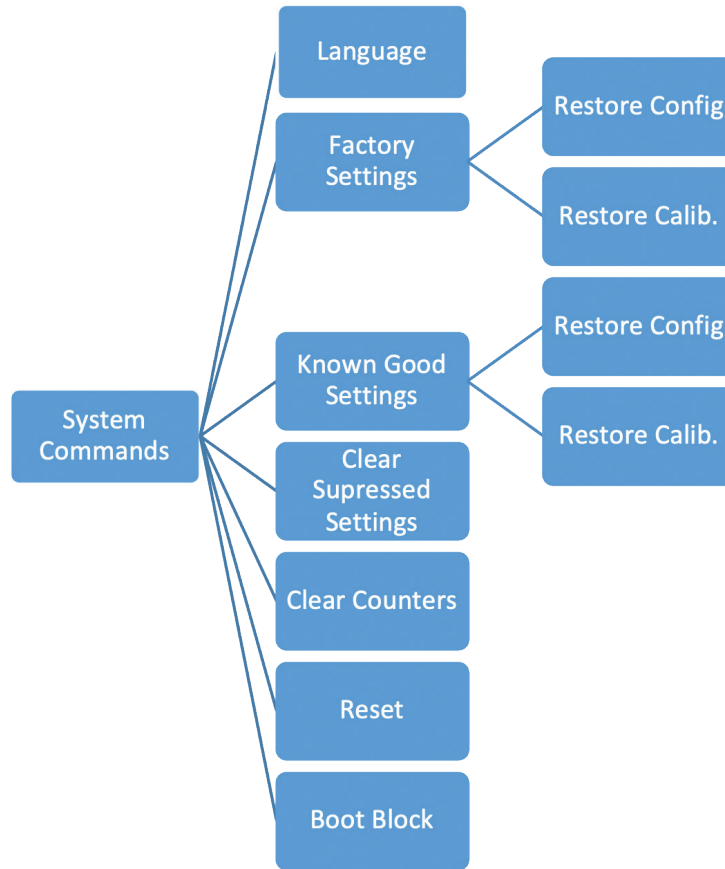 Language
Restore Config
Factory
Settings
Restore Calib.
Restore Config
Known Good
Settings
System
Commands
Restore Calib.
Clear
Supressed
Settings
Clear Counters
Reset
Boot Block